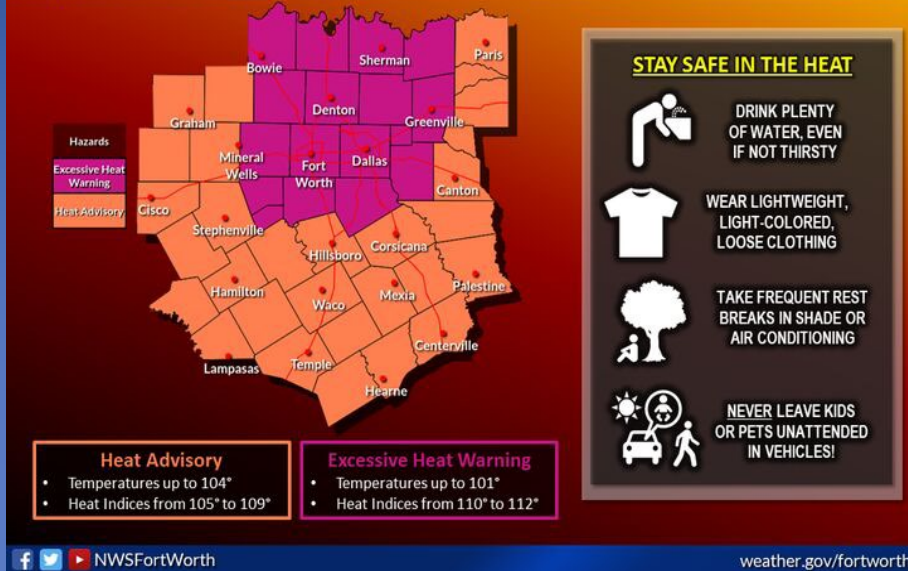 Bowie
Sherman
Paris
Denton
Graham
Greenville
Hazards
Excessive Heat
Warning
Heat Advisory
Mineral
Wells
Fort
Worth
Dallas
Canton
Cisco
Stephenville
Hillsboro
Corsicana
Hamilton
Waco
Mexia
Palestine
Lampasas
Temple
Centerville
Hearne
STAY SAFE IN THE HEAT
DRINK PLENTY
OF WATER, EVEN
IF NOT THIRSTY
WEAR LIGHTWEIGHT,
LIGHT-COLORED,
LOOSE CLOTHING
TAKE FREQUENT REST
BREAKS IN SHADE OR
AIR CONDITIONING
NEVER LEAVE KIDS
OR PETS UNATTENDED
IN VEHICLES!
Heat Advisory
• Temperatures up to 104°
• Heat Indices from 105° to 109°
Excessive Heat Warning
• Temperatures up to 101°
• Heat Indices from 110° to 112°
NWSFortWorth
weather.gov/fortworth